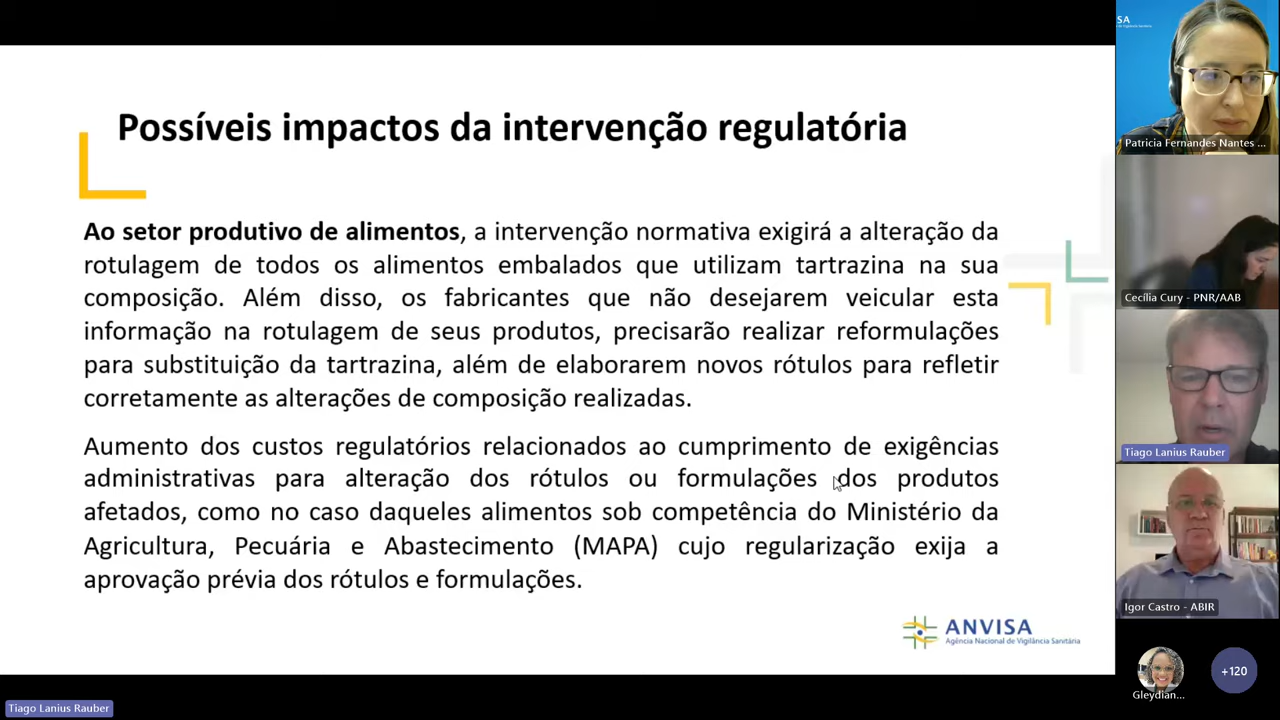 Possíveis impactos da intervenção regulatória
Ao setor produtivo de alimentos, a intervenção normativa exigirá a alteração da
rotulagem de todos os alimentos embalados que utilizam tartrazina na sua
composição. Além disso, os fabricantes que não desejarem veicular esta
informação na rotulagem de seus produtos, precisarão realizar reformulações
para substituição da tartrazina, além de elaborarem novos rótulos para refletir
corretamente as alterações de composição realizadas.
Aumento dos custos regulatórios relacionados ao cumprimento de exigências
administrativas para alteração dos rótulos ou formulações dos produtos
afetados, como no caso daqueles alimentos sob competência do Ministério da
Agricultura, Pecuária e Abastecimento (MAPA) cujo regularização exija a
aprovação prévia dos rótulos e formulações.
ANVISA
Agência Nacional de Vigilância Sanitária
SA
de Vigilância Sanitária
Patricia Fernandes Nantes ...
Cecília Cury - PNR/AAB
Tiago Lanius Rauber
Igor Castro - ABIR
Gleydian...
+120
Tiago Lanius Rauber